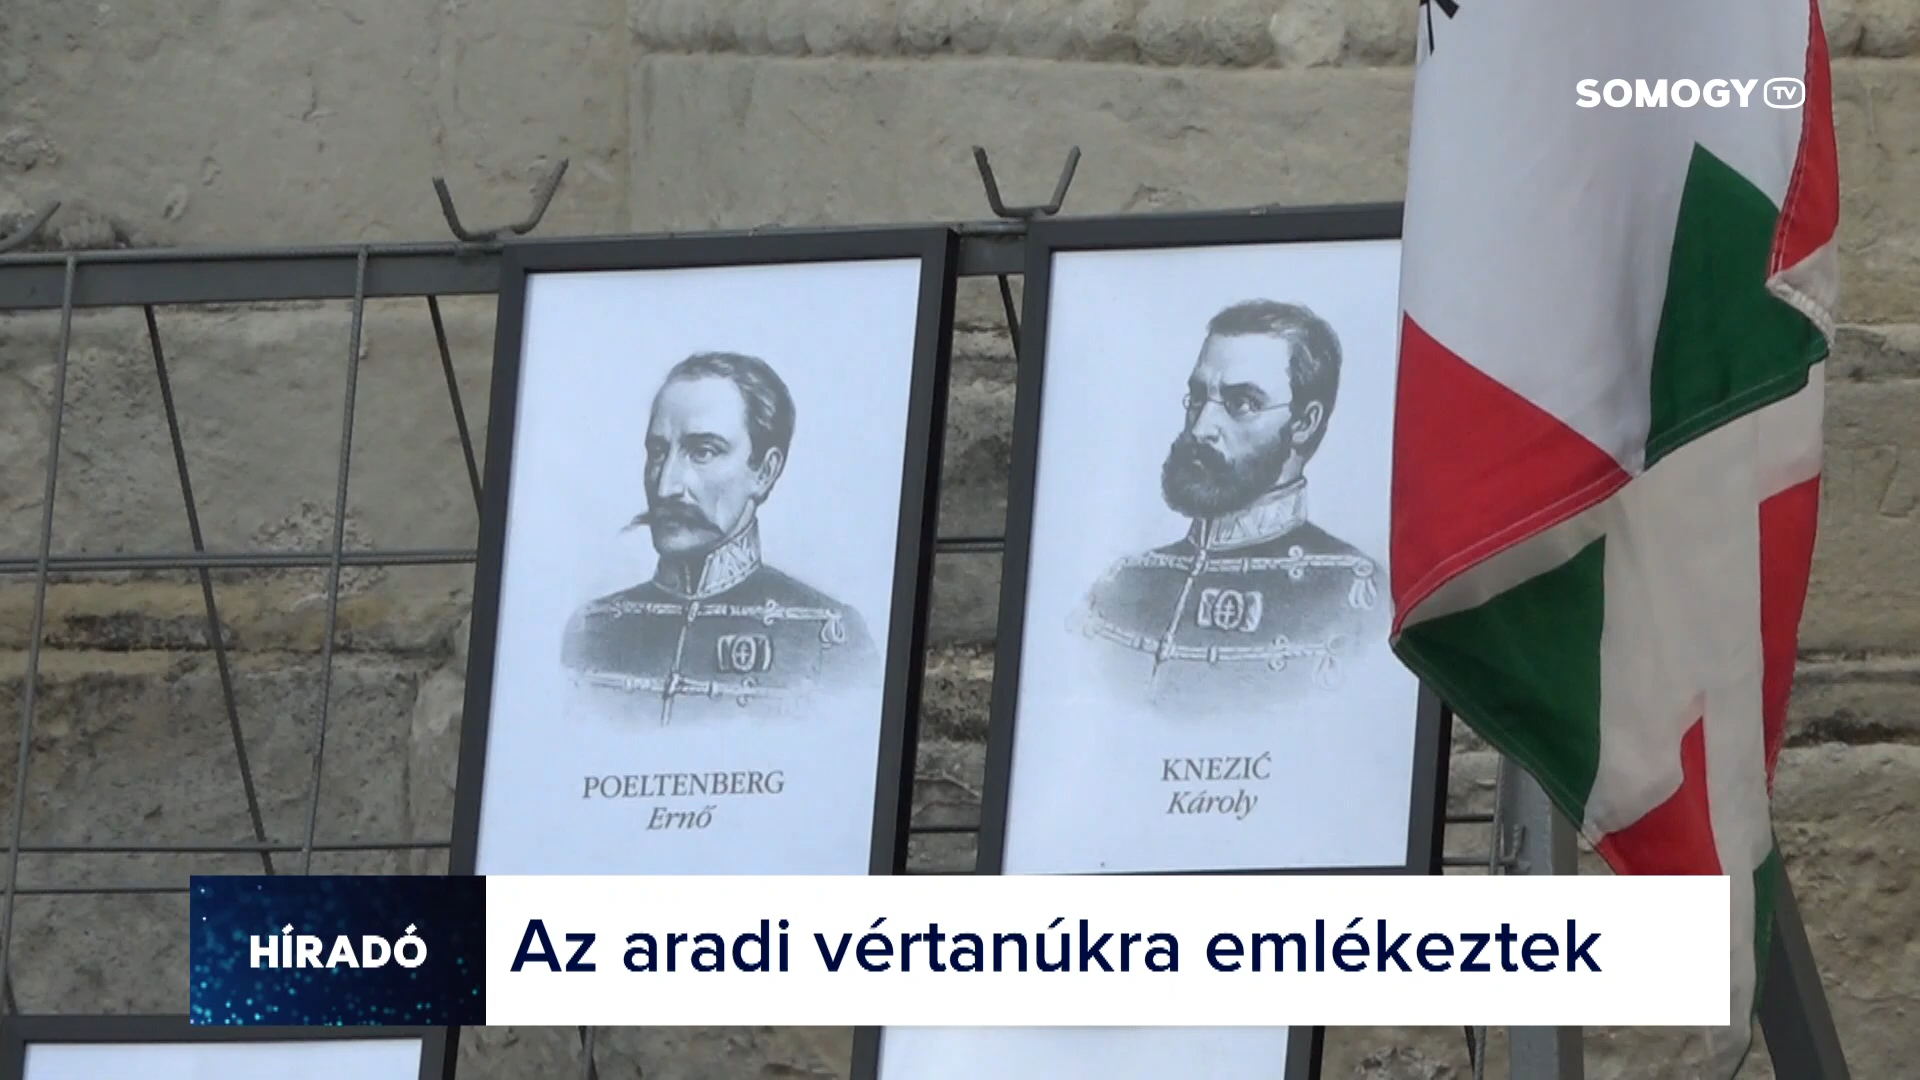 SOMOGY TV
POELTENBERG
Ernő
KNEZIĆ
Károly
HÍRADÓ
Az aradi vértanúkra emlékeztek